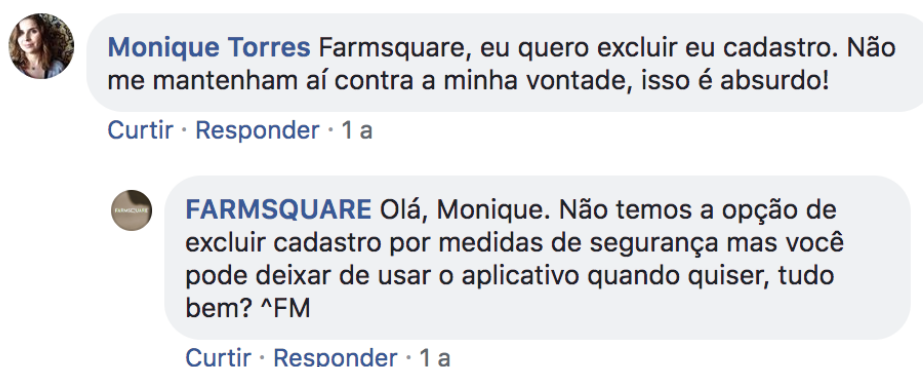 Monique Torres Farmsquare, eu quero excluir eu cadastro. Não
me mantenham aí contra a minha vontade, isso é absurdo!
Curtir · Responder · 1 a
FARMSQUARE
FARMSQUARE Olá, Monique. Não temos a opção de
excluir cadastro por medidas de segurança mas você
pode deixar de usar o aplicativo quando quiser, tudo
bem? ^FM
Curtir · Responder · 1 a